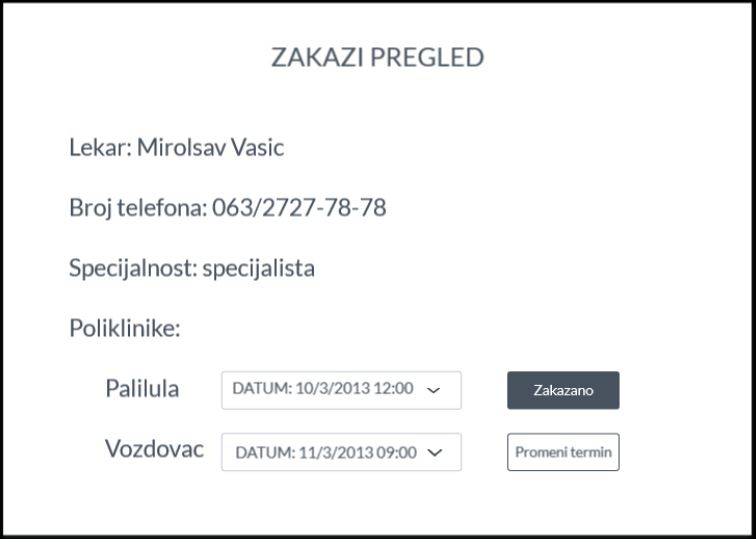 ZAKAZI PREGLED
Lekar: Mirolsav Vasic
Broj telefona: 063/2727-78-78
Specijalnost: specijalista
Poliklinike:
Palilula DATUM: 10/3/2013 12:00 Zakazano
Vozdovac DATUM: 11/3/2013 09:00 Promeni termin